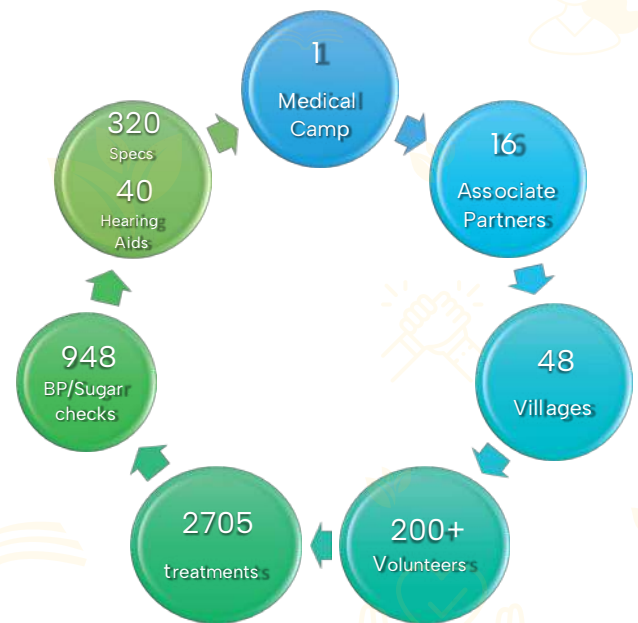 1
Medical
Camp
16
Associate
Partners
48
Villages
200+
Volunteers
2705
treatments
948
BP/Sugar
checks
320
Specs
40
Hearing
Aids